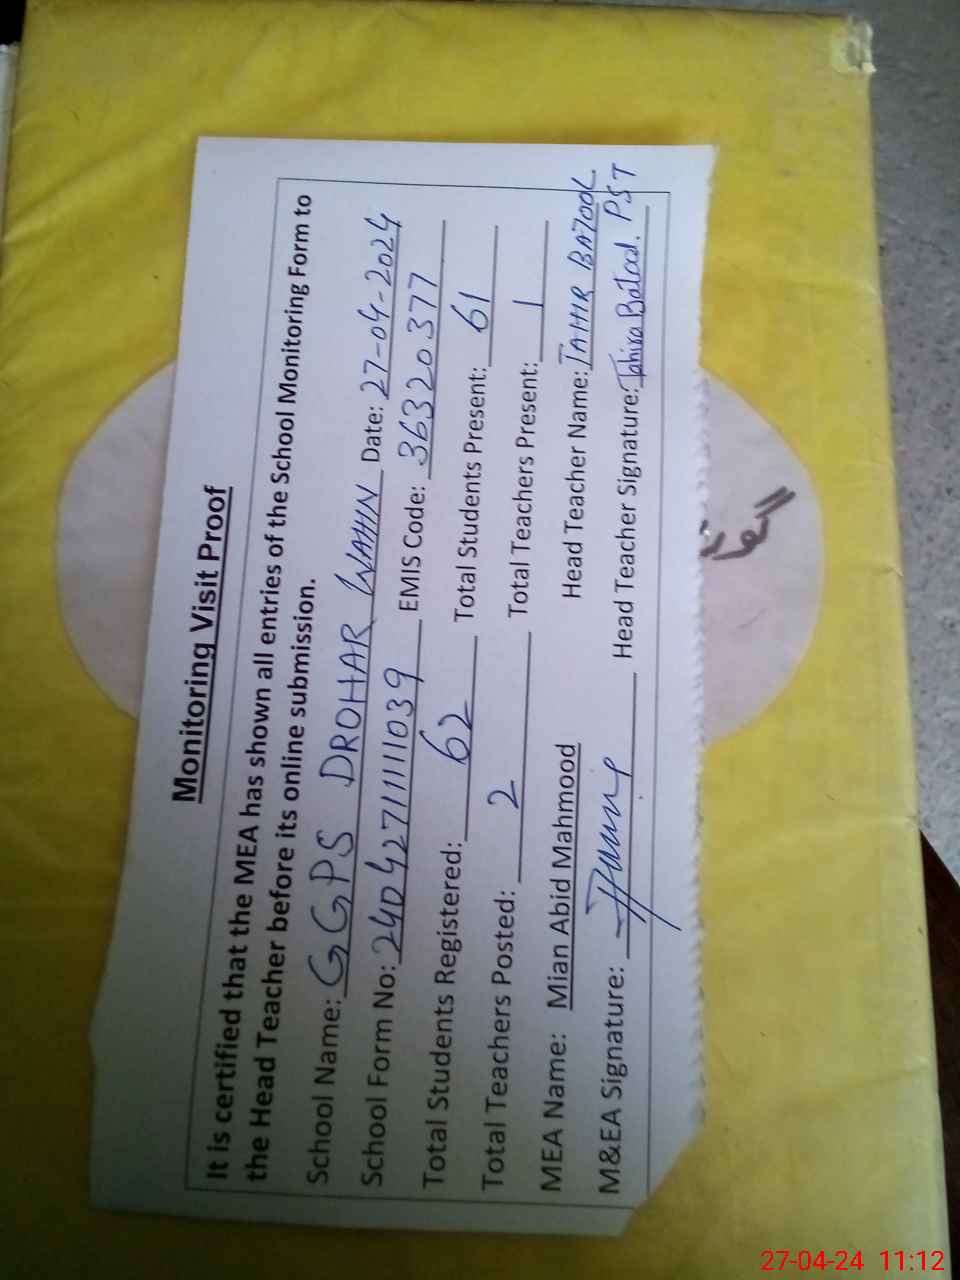 Monitoring Visit Proof
It is certified that the MEA has shown all entries of the School Monitoring Form to
the Head Teacher before its online submission.
School Name: GGPS DROHAR WAHIN Date: 27-04-2024
School Form No: 2404271111039 EMIS Code: 36320377
Total Students Registered: 62 Total Students Present: 61
Total Teachers Posted: 2 Total Teachers Present: 1
MEA Name: Mian Abid Mahmood Head Teacher Name: TAHIR BATOOL
M&EA Signature: Head Teacher Signature: Tahira Batool. PST
27-04-24 11:12